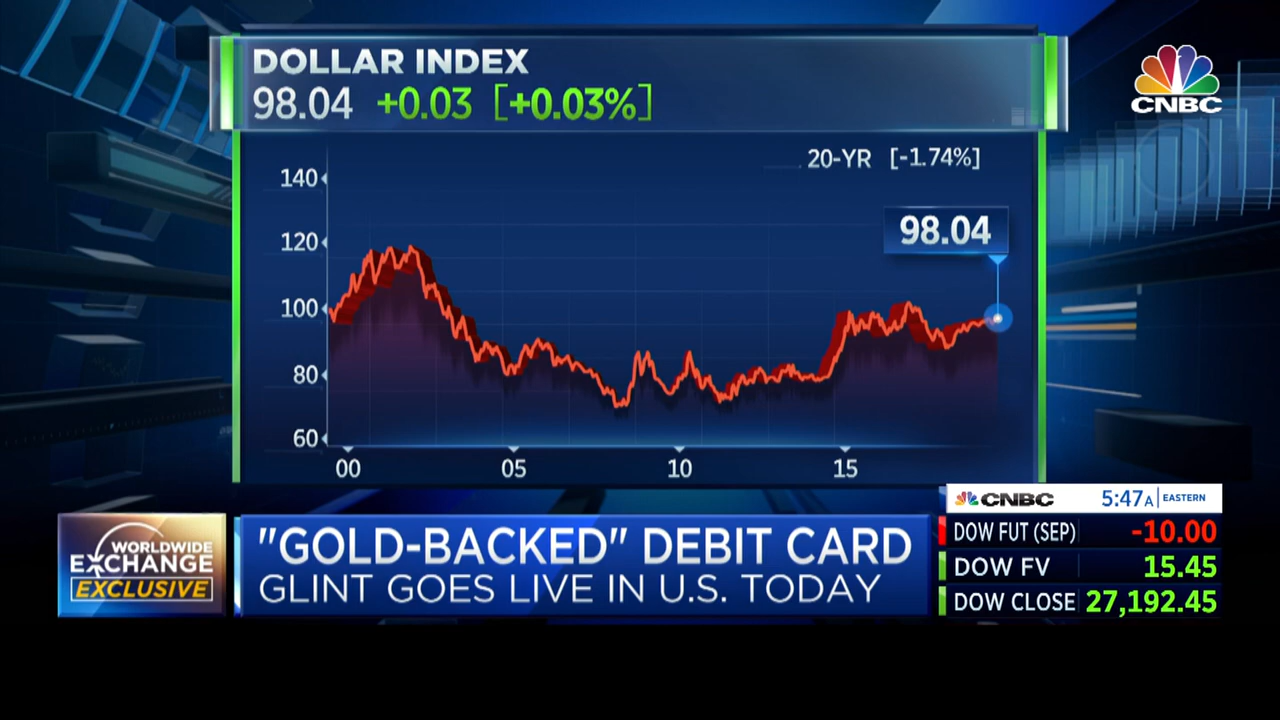 DOLLAR INDEX
98.04 +0.03 [+0.03%]
CNBC
20-YR [-1.74%]
140
120
100
80
60
98.04
00 05 10 15
WORLDWIDE
EXCHANGE
EXCLUSIVE
"GOLD-BACKED" DEBIT CARD
GLINT GOES LIVE IN U.S. TODAY
CNBC 5:47A EASTERN
DOW FUT (SEP) -10.00
DOW FV 15.45
DOW CLOSE 27,192.45